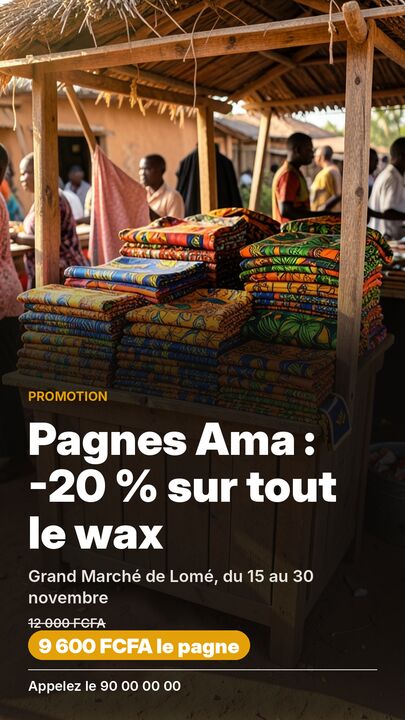 PROMOTION
Pagnes Ama :
-20 % sur tout
le wax
Grand Marché de Lomé, du 15 au 30
novembre
12 000 FCFA
9 600 FCFA le pagne
Appelez le 90 00 00 00